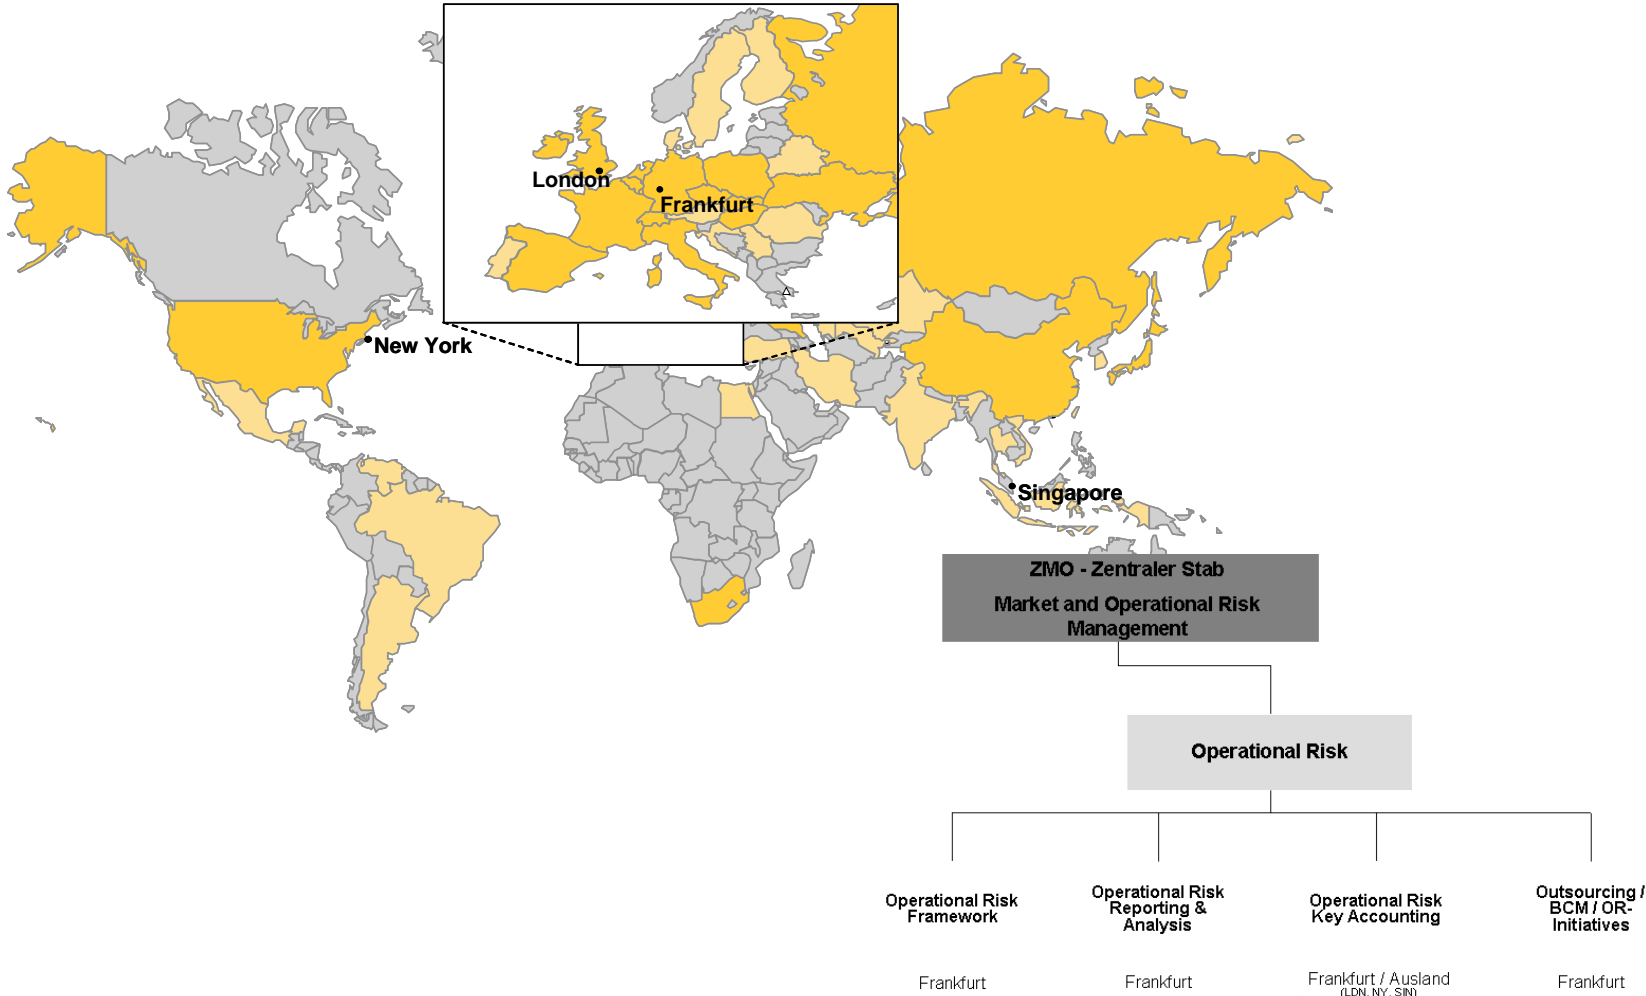 London
Frankfurt
New York
Singapore
ZMO - Zentraler Stab
Market and Operational Risk
Management
Operational Risk
Operational Risk
Framework
Operational Risk
Reporting &
Analysis
Operational Risk
Key Accounting
Outsourcing /
BCM / OR-
Initiatives
Frankfurt
Frankfurt
Frankfurt / Ausland
(LDN, NY, SIN)
Frankfurt